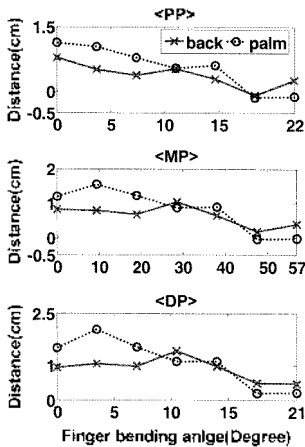 <PP>
1.5
back palm
Distance(cm)
0
-0.5
0 5 10 15 22
<MP>
2
Distance(cm)
1
0
-0.5
0 10 20 30 40 50 57
<DP>
2.5
Distance(cm)
2
1
0
0 5 10 15 21
Finger bending anlge(Degree)